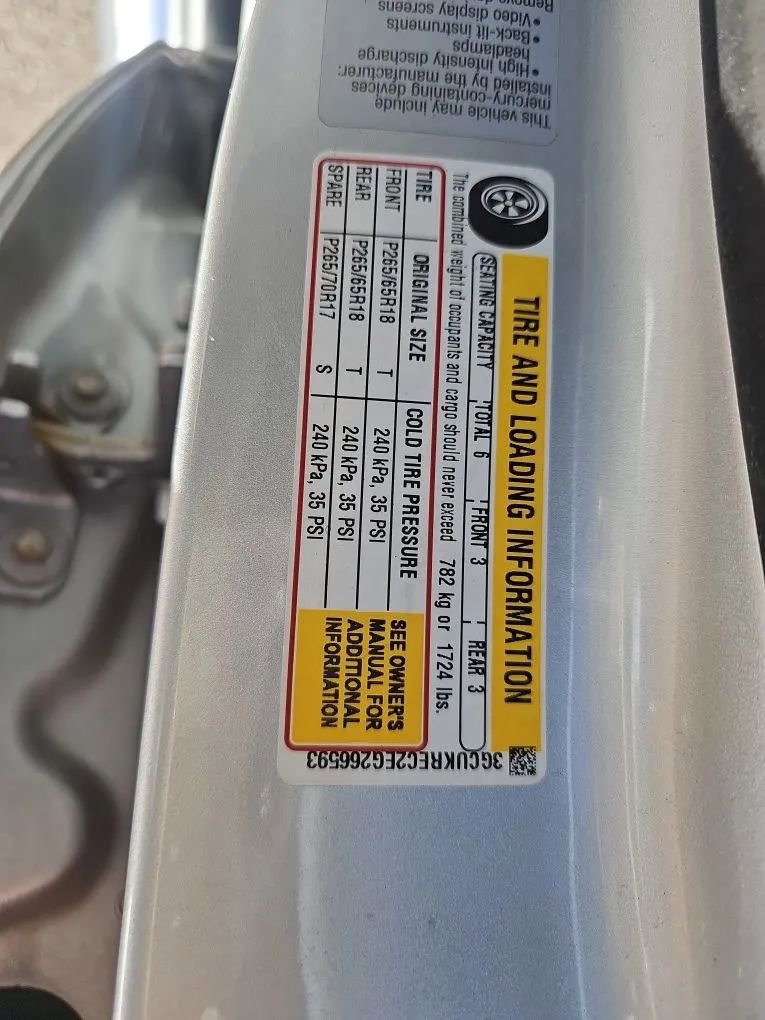 TIRE AND LOADING INFORMATION
SEATING CAPACITY TOTAL 6 FRONT 3 REAR 3
The combined weight of occupants and cargo should never exceed 782 kg or 1724 lbs.
TIRE ORIGINAL SIZE COLD TIRE PRESSURE
FRONT P265/65R18 T 240 kPa, 35 PSI
REAR P265/65R18 T 240 kPa, 35 PSI
SPARE P265/70R17 S 240 kPa, 35 PSI
SEE OWNER'S
MANUAL FOR
ADDITIONAL
INFORMATION
3GCUKREC2EG266593
This vehicle may include
mercury-containing devices
installed by the manufacturer:
• High intensity discharge
headlamps
• Back-lit instruments
• Video display screens
Remove